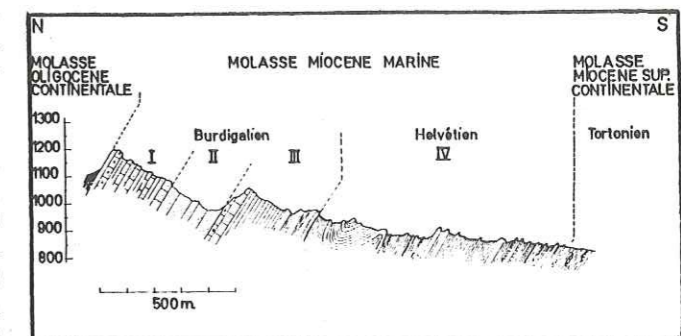 N
S
MOLASSE
OLIGOCENE
CONTINENTALE
MOLASSE MIOCENE MARINE
MOLASSE
MIOCENE SUP.
CONTINENTALE
1300
1200
1100
1000
900
800
Burdigalien
I
II
III
Helvétien
IV
Tortonien
500m.